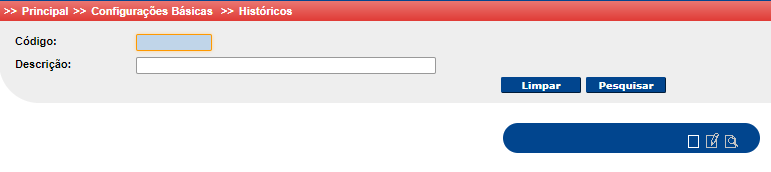 >> Principal >> Configurações Básicas >> Históricos
Código:
Descrição:
Limpar Pesquisar